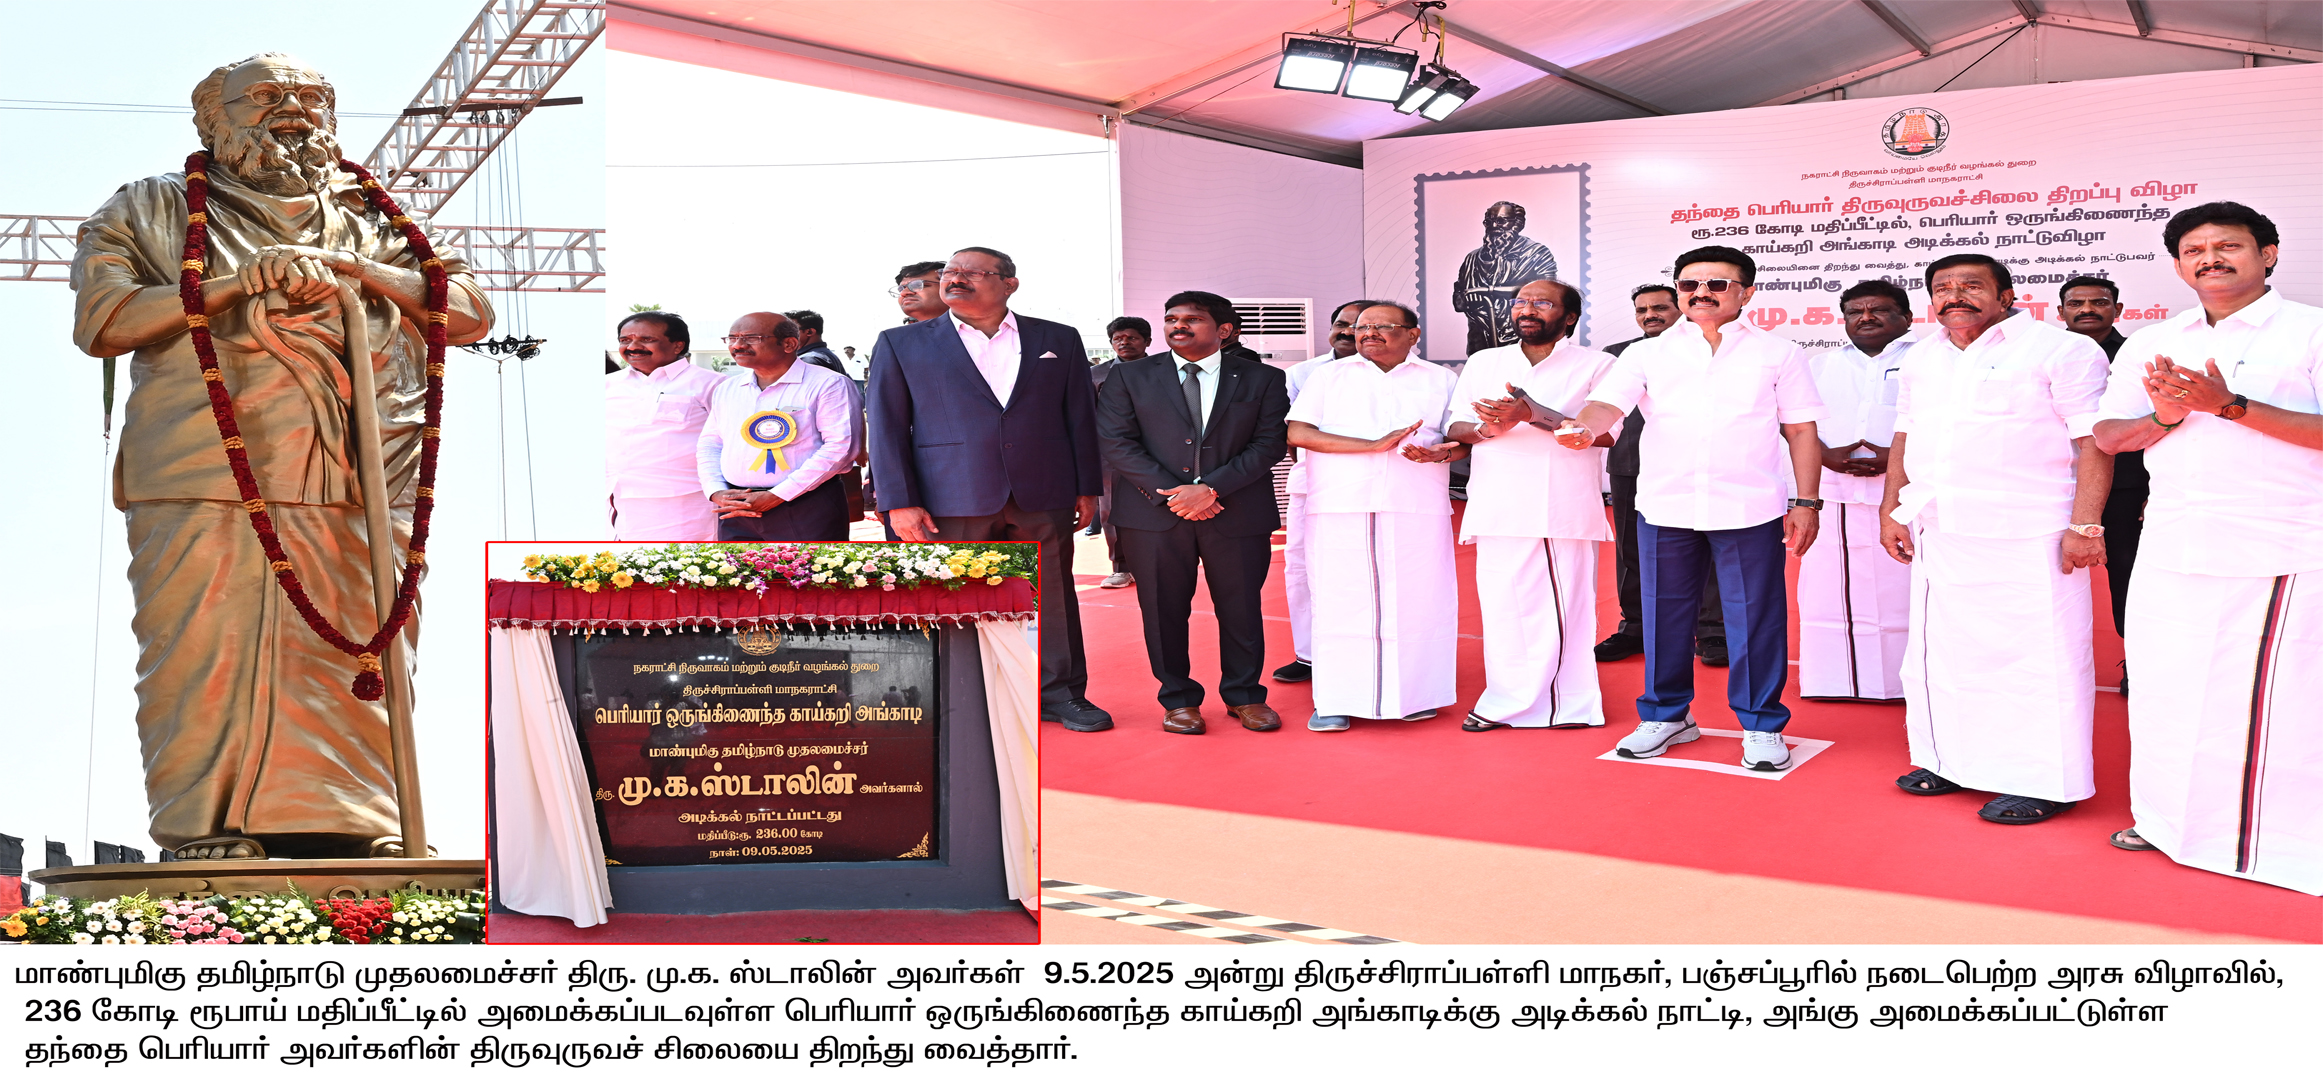 நகராட்சி நிருவாகம் மற்றும் குடிநீர் வழங்கல் துறை
திருச்சிராப்பள்ளி மாநகராட்சி
தந்தை பெரியார் திருவுருவச்சிலை திறப்பு விழா
ரூ.236 கோடி மதிப்பீட்டில், பெரியார் ஒருங்கிணைந்த
காய்கறி அங்காடி அடிக்கல் நாட்டுவிழா
சிலையினை திறந்து வைத்து, அடிக்கல் நாட்டுபவர்
நகராட்சி நிருவாகம் மற்றும் குடிநீர் வழங்கல் துறை
திருச்சிராப்பள்ளி மாநகராட்சி
பெரியார் ஒருங்கிணைந்த காய்கறி அங்காடி
மாண்புமிகு தமிழ்நாடு முதலமைச்சர்
திரு. மு.க.ஸ்டாலின் அவர்களால்
அடிக்கல் நாட்டப்பட்டது
மதிப்பீடு:ரூ. 236.00 கோடி
நாள்: 09.05.2025
மாண்புமிகு தமிழ்நாடு முதலமைச்சர் திரு. மு.க. ஸ்டாலின் அவர்கள் 9.5.2025 அன்று திருச்சிராப்பள்ளி மாநகர், பஞ்சப்பூரில் நடைபெற்ற அரசு விழாவில்,
236 கோடி ரூபாய் மதிப்பீட்டில் அமைக்கப்படவுள்ள பெரியார் ஒருங்கிணைந்த காய்கறி அங்காடிக்கு அடிக்கல் நாட்டி, அங்கு அமைக்கப்பட்டுள்ள
தந்தை பெரியார் அவர்களின் திருவுருவச் சிலையை திறந்து வைத்தார்.